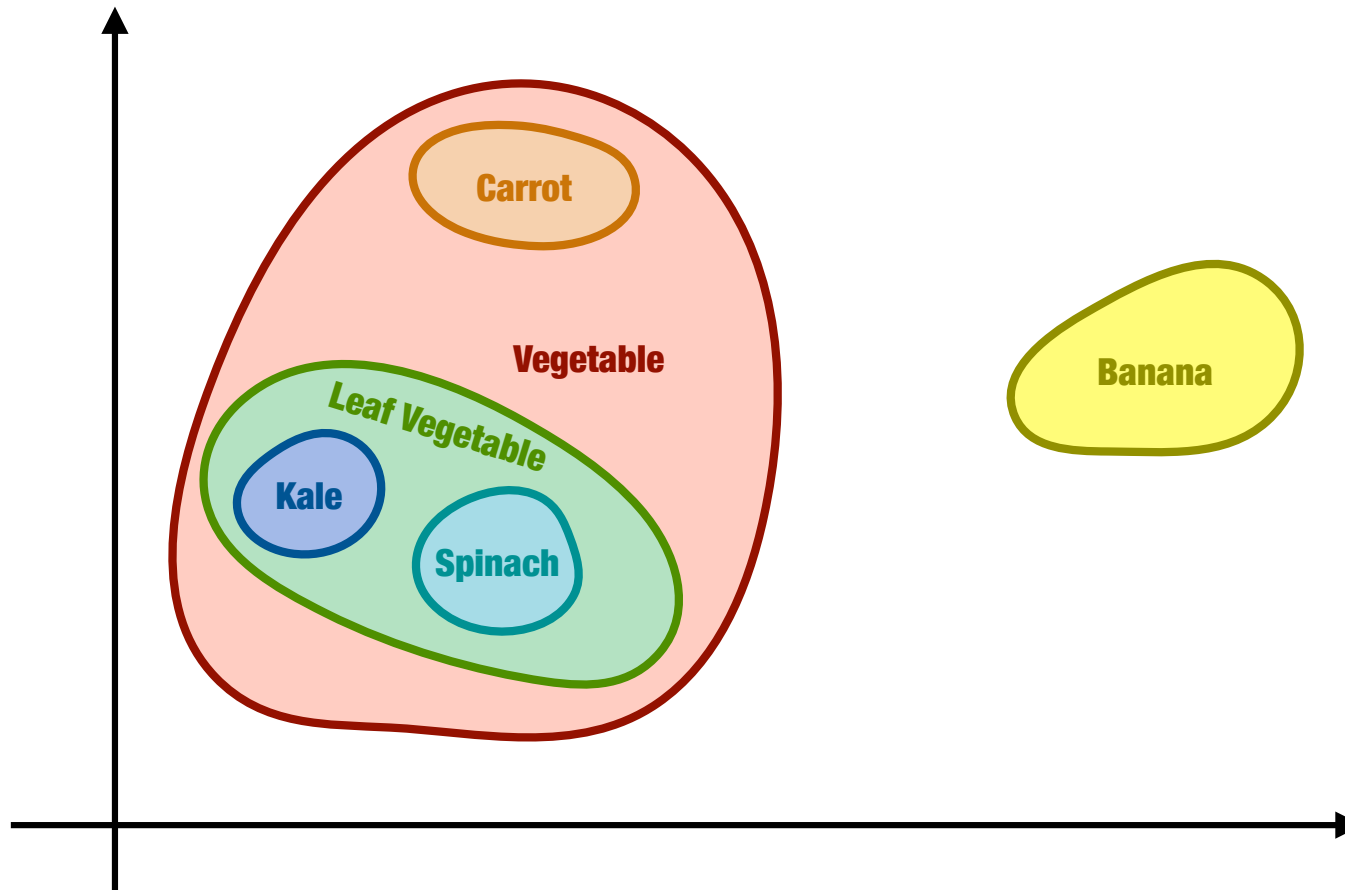 Carrot
Vegetable
Leaf Vegetable
Banana
Kale
Spinach